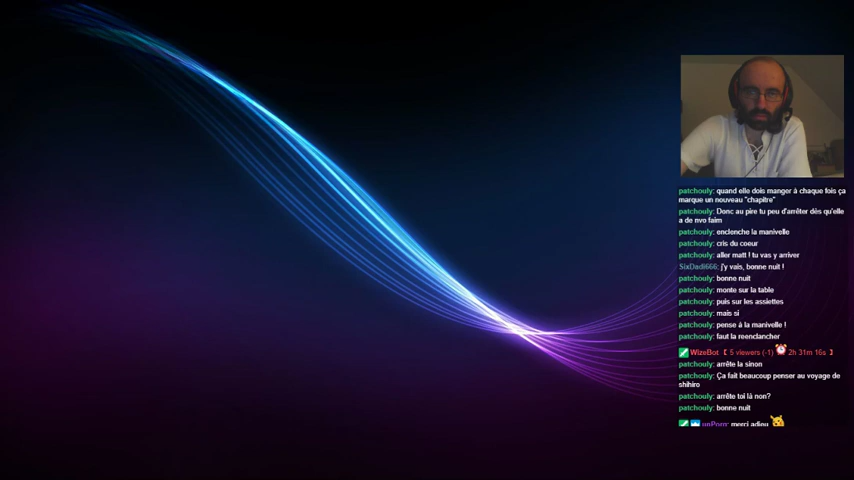 patchouly: quand elle dois manger à chaque fois ça
marque un nouveau "chapitre"
patchouly: Donc au pire tu peu d'arrêter dès qu'elle
a de nvo faim
patchouly: enclenche la manivelle
patchouly: cris du coeur
patchouly: aller matt ! tu vas y arriver
SixDad666: j'y vais, bonne nuit !
patchouly: bonne nuit
patchouly: monte sur la table
patchouly: puis sur les assiettes
patchouly: mais si
patchouly: pense à la manivelle !
patchouly: faut la reenclancher
WizeBot 【 5 viewers (-1) 2h 31m 16s 】
patchouly: arrête la sinon
patchouly: Ça fait beaucoup penser au voyage de
shihiro
patchouly: arrête toi là non?
patchouly: bonne nuit
merci adieu